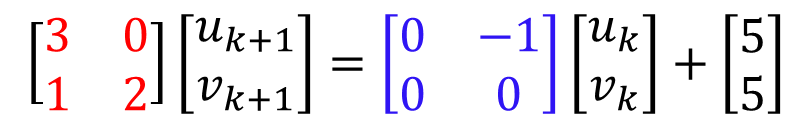 [3 0; 1 2] [u_{k+1}; v_{k+1}] = [0 −1; 0 0] [u_k; v_k] + [5; 5]